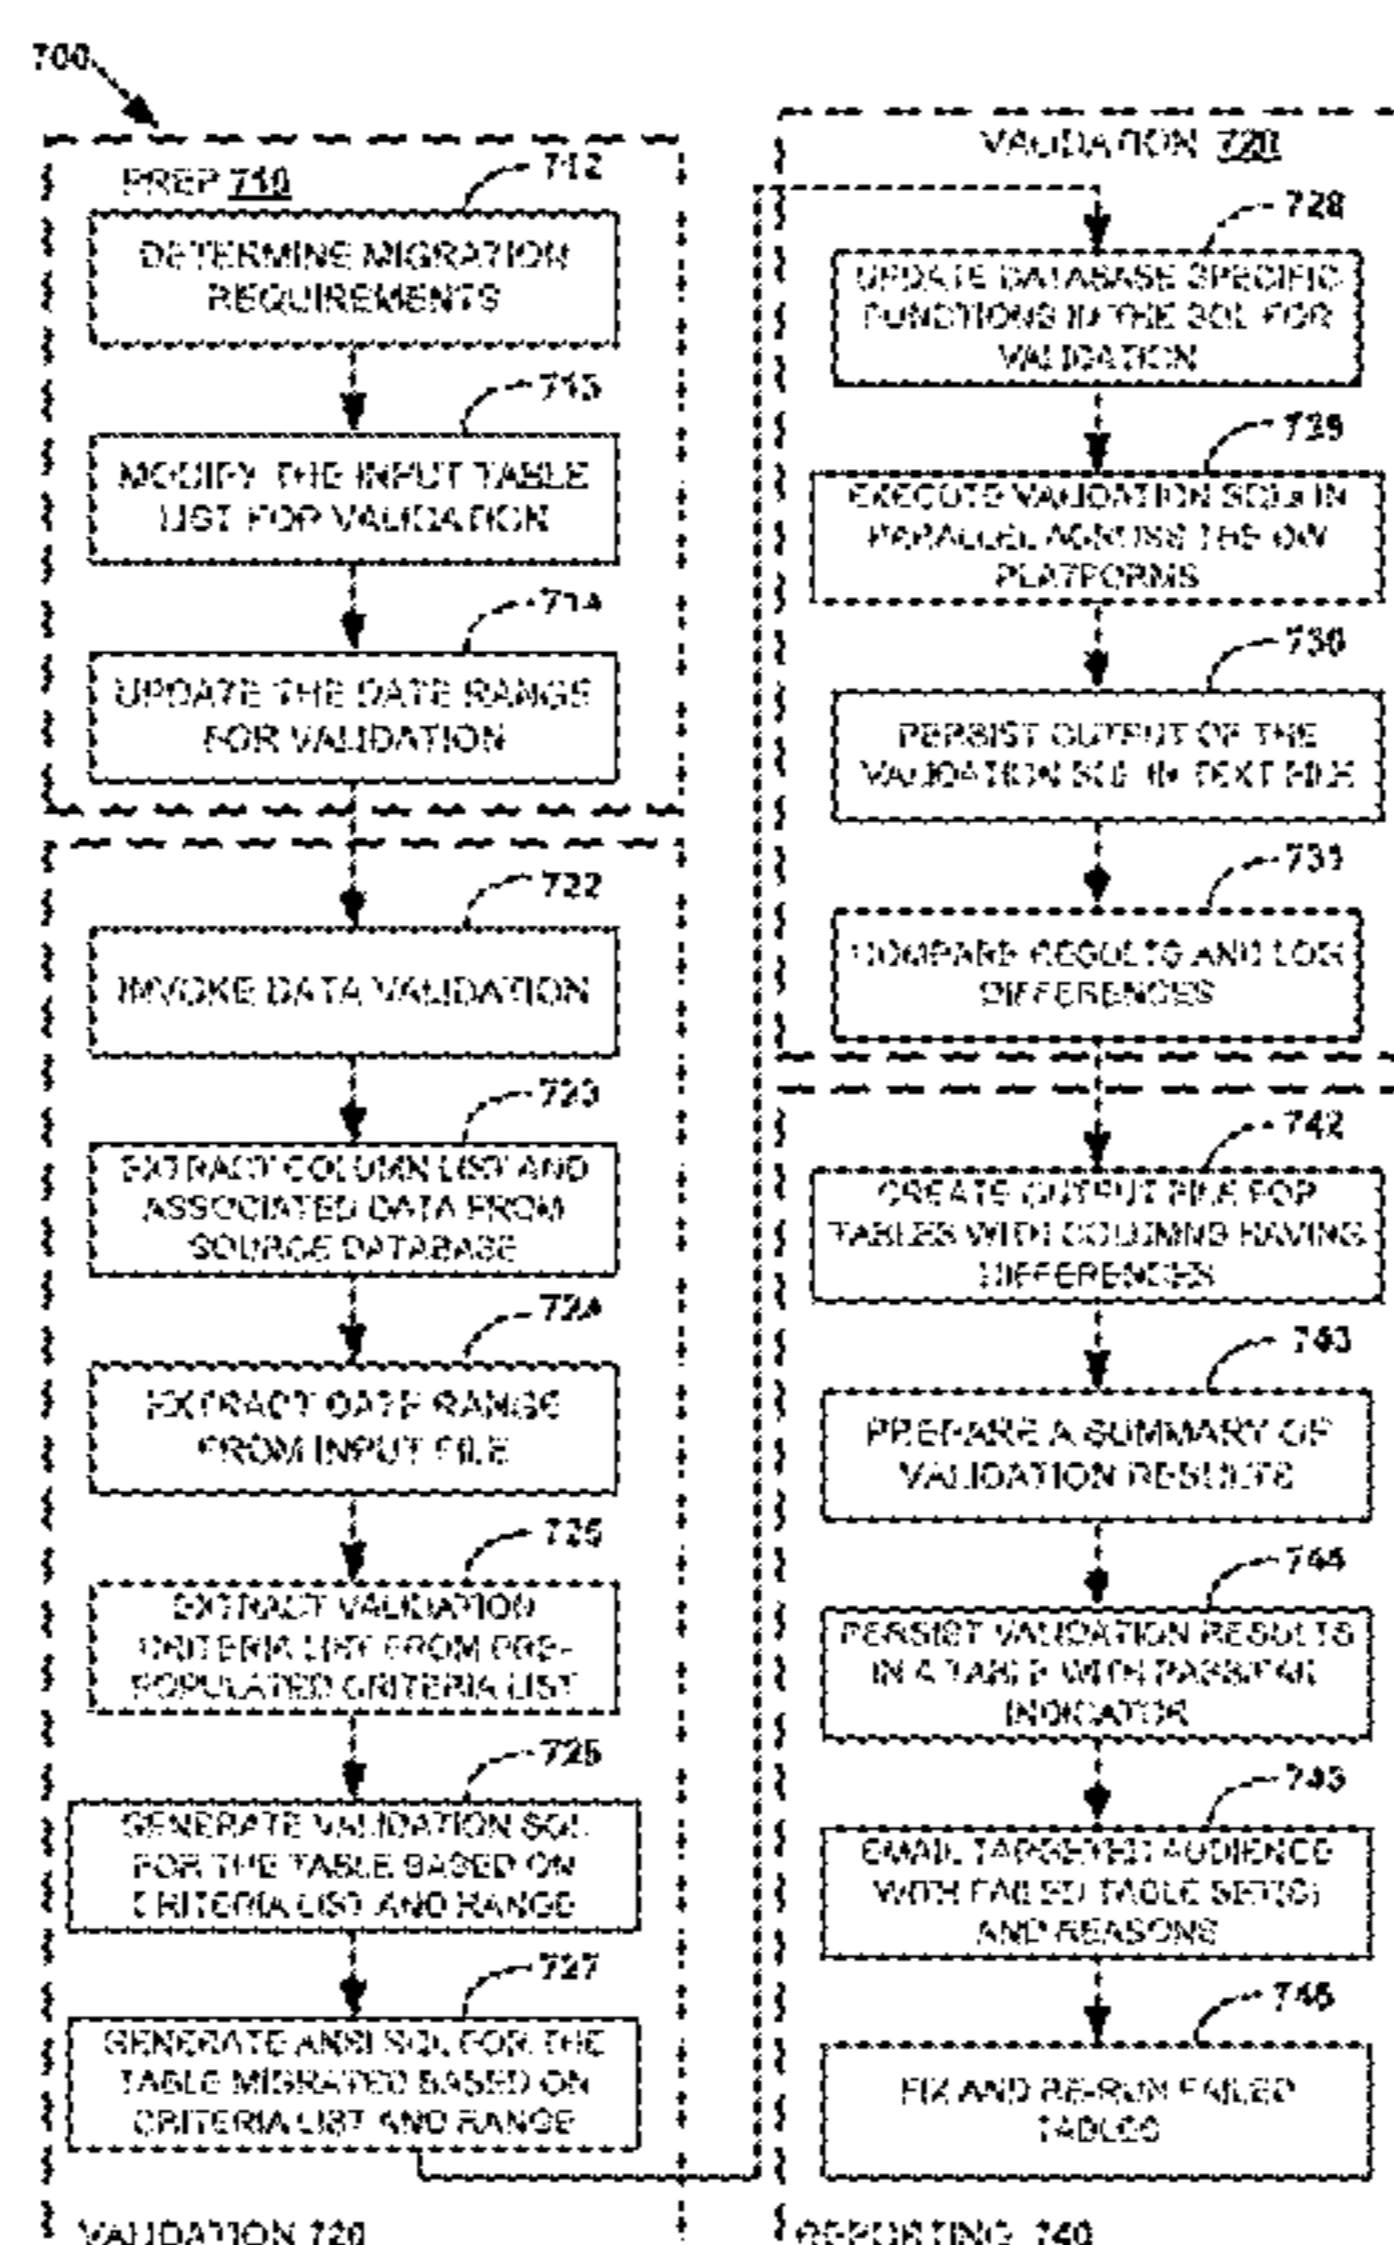 700
PREP 710
712
DETERMINE MIGRATION
REQUIREMENTS
713
MODIFY THE INPUT TABLE
LIST FOR VALIDATION
714
UPDATE THE DATE RANGE
FOR VALIDATION
722
INVOKE DATA VALIDATION
723
EXTRACT COLUMN LIST AND
ASSOCIATED DATA FROM
SOURCE DATABASE
724
EXTRACT DATE RANGE
FROM INPUT FILE
725
EXTRACT VALIDATION
CRITERIA LIST FROM PRE-
POPULATED CRITERIA LIST
726
GENERATE VALIDATION SQL
FOR THE TABLE BASED ON
CRITERIA LIST AND RANGE
727
GENERATE ANSI SQL FOR THE
TABLE MIGRATED BASED ON
CRITERIA LIST AND RANGE
VALIDATION 720
VALIDATION 720
728
UPDATE DATABASE SPECIFIC
FUNCTIONS IN THE SQL FOR
VALIDATION
729
EXECUTE VALIDATION SQLs IN
PARALLEL ACROSS THE DW
PLATFORMS
730
PERSIST OUTPUT OF THE
VALIDATION SQL IN TEXT FILE
731
COMPARE RESULTS AND LOG
DIFFERENCES
742
CREATE OUTPUT FILE FOR
TABLES WITH COLUMNS HAVING
DIFFERENCES
743
PREPARE A SUMMARY OF
VALIDATION RESULTS
744
PERSIST VALIDATION RESULTS
IN A TABLE WITH PASS/FAIL
INDICATOR
745
EMAIL TARGETED AUDIENCE
WITH FAILED TABLE SET(S)
AND REASONS
746
FIX AND RE-RUN FAILED
TABLES
REPORTING 740